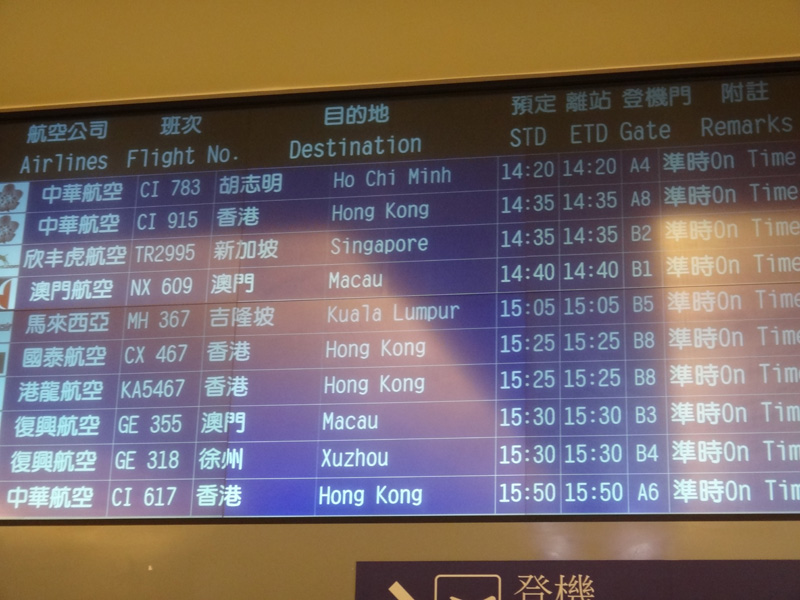 航空公司 班次 目的地 預定 離站 登機門 附註
Airlines Flight No. Destination STD ETD Gate Remarks
中華航空 CI 783 胡志明 Ho Chi Minh 14:20 14:20 A4 準時On Time
中華航空 CI 915 香港 Hong Kong 14:35 14:35 A8 準時On Time
欣丰虎航空 TR2995 新加坡 Singapore 14:35 14:35 B2 準時On Time
澳門航空 NX 609 澳門 Macau 14:40 14:40 B1 準時On Time
馬來西亞 MH 367 吉隆坡 Kuala Lumpur 15:05 15:05 B5 準時On Time
國泰航空 CX 467 香港 Hong Kong 15:25 15:25 B8 準時On Time
港龍航空 KA5467 香港 Hong Kong 15:25 15:25 B8 準時On Time
復興航空 GE 355 澳門 Macau 15:30 15:30 B3 準時On Time
復興航空 GE 318 徐州 Xuzhou 15:30 15:30 B4 準時On Time
中華航空 CI 617 香港 Hong Kong 15:50 15:50 A6 準時On Time
登機